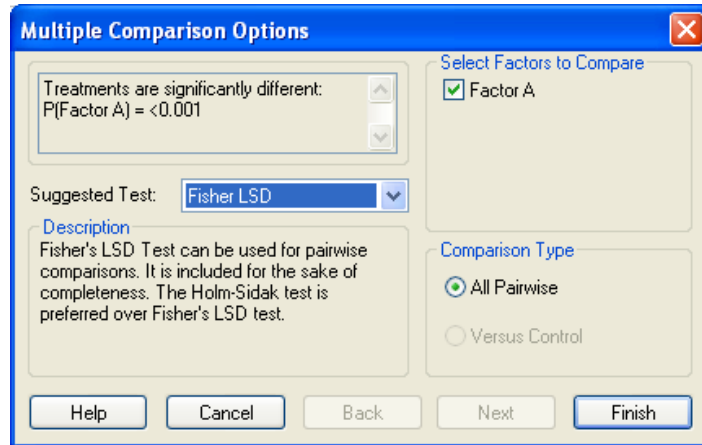 Multiple Comparison Options
Treatments are significantly different:
P(Factor A) = <0.001
Suggested Test: Fisher LSD
Description
Fisher's LSD Test can be used for pairwise
comparisons. It is included for the sake of
completeness. The Holm-Sidak test is
preferred over Fisher's LSD test.
Select Factors to Compare
Factor A
Comparison Type
All Pairwise
Versus Control
Help Cancel Back Next Finish